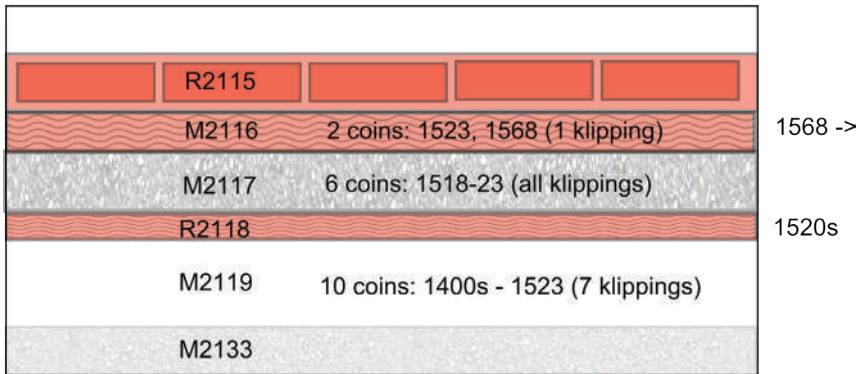 R2115
M2116 2 coins: 1523, 1568 (1 klipping) 1568 ->
M2117 6 coins: 1518-23 (all klippings)
R2118 1520s
M2119 10 coins: 1400s - 1523 (7 klippings)
M2133